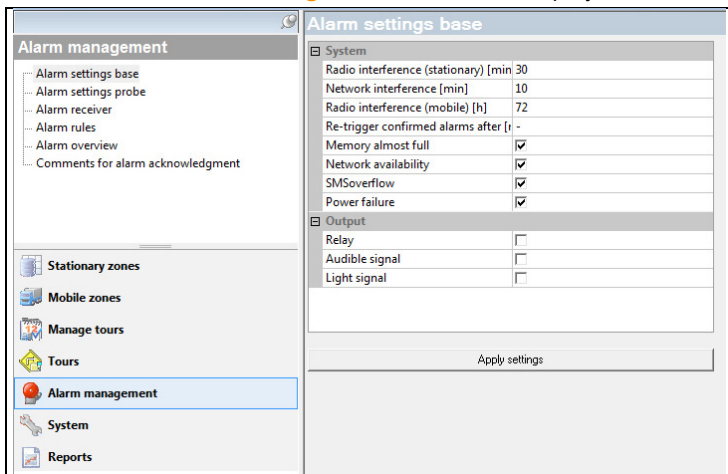 Alarm management
Alarm settings base
Alarm settings probe
Alarm receiver
Alarm rules
Alarm overview
Comments for alarm acknowledgment
Stationary zones
Mobile zones
Manage tours
Tours
Alarm management
System
Reports
Alarm settings base
System
Radio interference (stationary) [min 30
Network interference [min] 10
Radio interference (mobile) [h] 72
Re-trigger confirmed alarms after [r -
Memory almost full
Network availability
SMSoverflow
Power failure
Output
Relay
Audible signal
Light signal
Apply settings